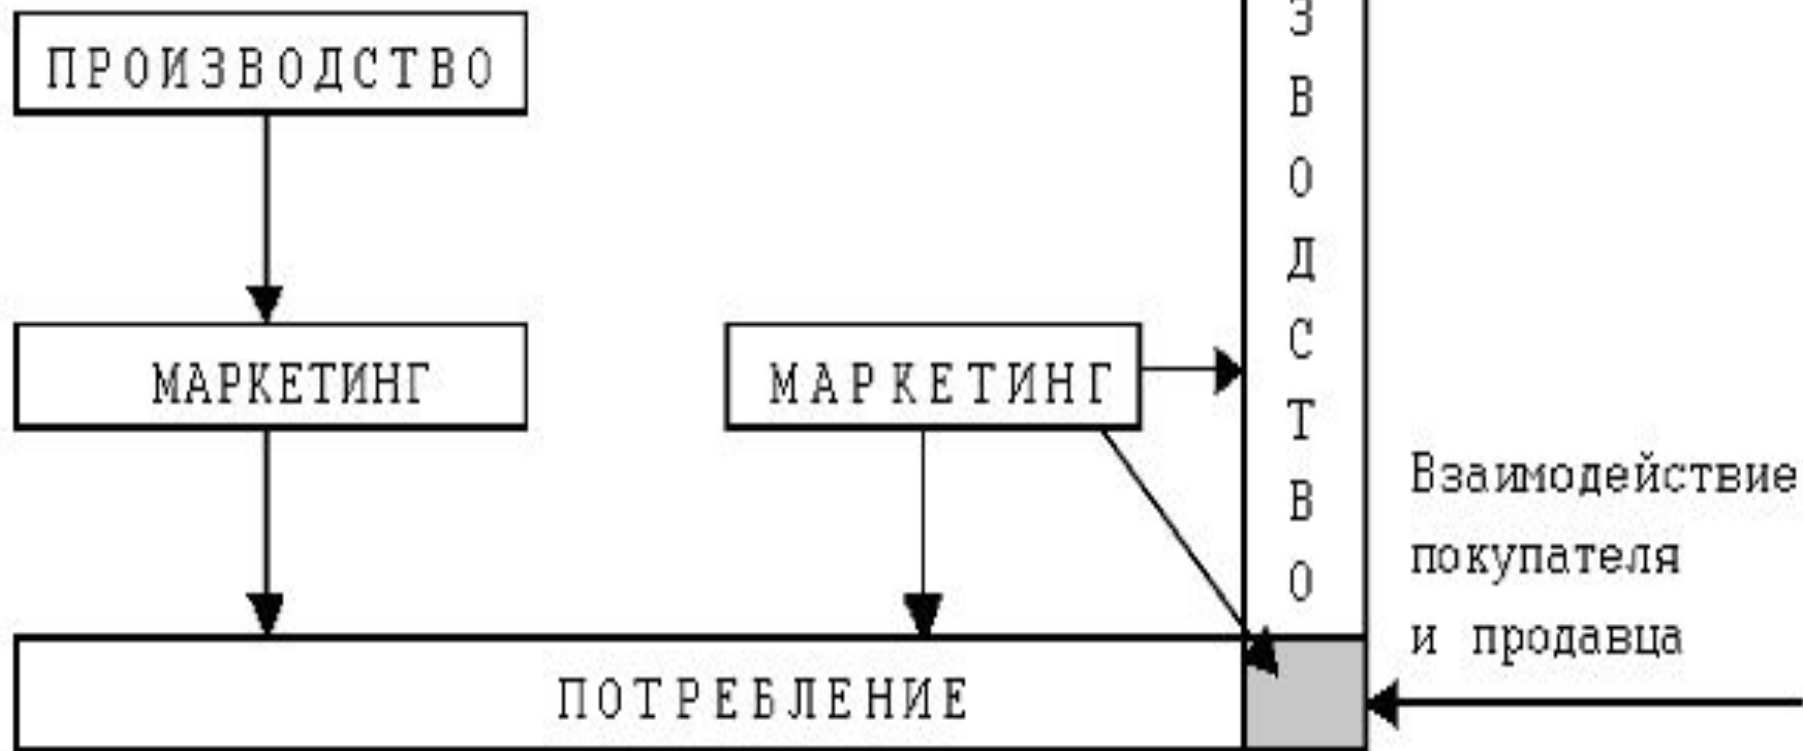 ПРОИЗВОДСТВО
МАРКЕТИНГ
МАРКЕТИНГ
З
В
О
Д
С
Т
В
О
Взаимодействие
покупателя
и продавца
ПОТРЕБЛЕНИЕ